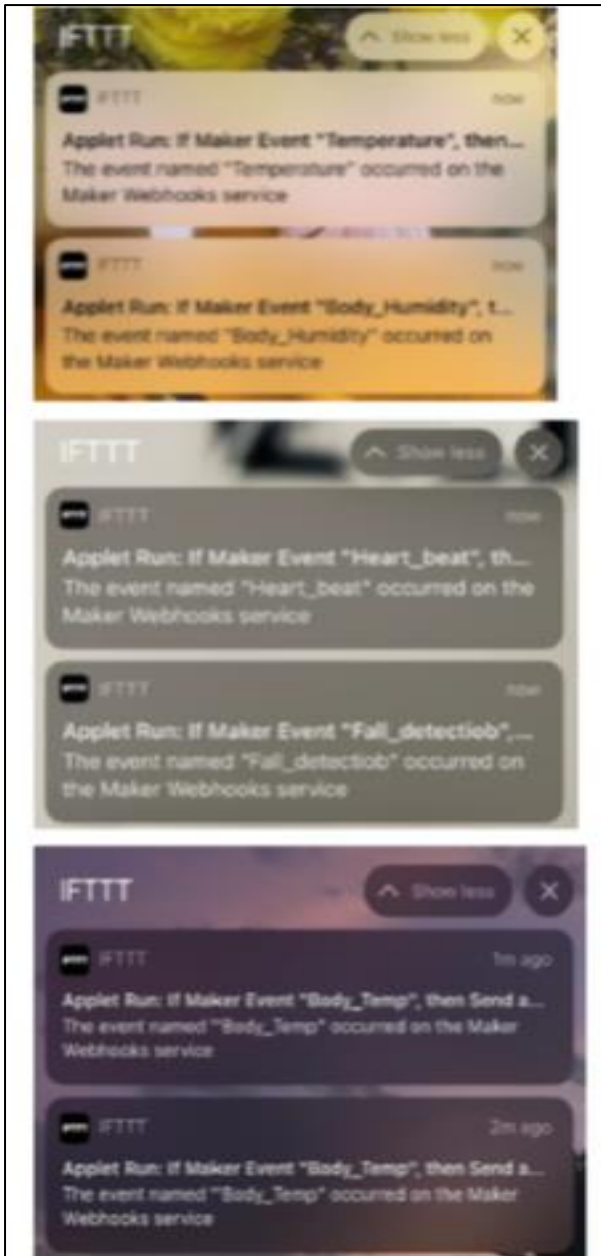 IFTTT
Show less
IFTTT
now
Applet Run: If Maker Event "Temperature", then...
The event named "Temperature" occurred on the
Maker Webhooks service
IFTTT
now
Applet Run: If Maker Event "Body_Humidity", t...
The event named "Body_Humidity" occurred on
the Maker Webhooks service
IFTTT
Show less
IFTTT
now
Applet Run: If Maker Event "Heart_beat", th...
The event named "Heart_beat" occurred on the
Maker Webhooks service
IFTTT
now
Applet Run: If Maker Event "Fall_detectiob",...
The event named "Fall_detectiob" occurred on
the Maker Webhooks service
IFTTT
Show less
IFTTT
1m ago
Applet Run: If Maker Event "Body_Temp", then Send a...
The event named "Body_Temp" occurred on the Maker
Webhooks service
IFTTT
2m ago
Applet Run: If Maker Event "Body_Temp", then Send a...
The event named "Body_Temp" occurred on the Maker
Webhooks service